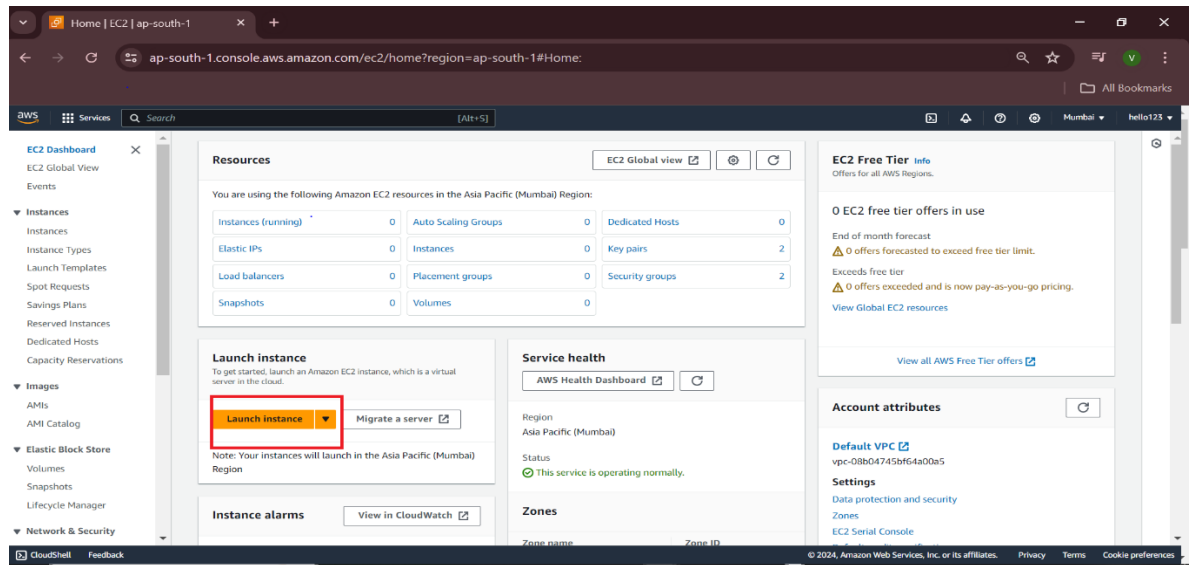 Home | EC2 | ap-south-1
ap-south-1.console.aws.amazon.com/ec2/home?region=ap-south-1#Home:
V
All Bookmarks
aws Services Search [Alt+S] Mumbai hello123
EC2 Dashboard
EC2 Global View
Events
Instances
Instances
Instance Types
Launch Templates
Spot Requests
Savings Plans
Reserved Instances
Dedicated Hosts
Capacity Reservations
Images
AMIs
AMI Catalog
Elastic Block Store
Volumes
Snapshots
Lifecycle Manager
Network & Security
Resources
EC2 Global view
You are using the following Amazon EC2 resources in the Asia Pacific (Mumbai) Region:
Instances (running) 0 Auto Scaling Groups 0 Dedicated Hosts 0
Elastic IPs 0 Instances 0 Key pairs 2
Load balancers 0 Placement groups 0 Security groups 2
Snapshots 0 Volumes 0
Launch instance
To get started, launch an Amazon EC2 instance, which is a virtual
server in the cloud.
Launch instance Migrate a server
Note: Your instances will launch in the Asia Pacific (Mumbai)
Region
Instance alarms View in CloudWatch
Service health
AWS Health Dashboard
Region
Asia Pacific (Mumbai)
Status
This service is operating normally.
Zones
Zone name Zone ID
EC2 Free Tier Info
Offers for all AWS Regions.
0 EC2 free tier offers in use
End of month forecast
0 offers forecasted to exceed free tier limit.
Exceeds free tier
0 offers exceeded and is now pay-as-you-go pricing.
View Global EC2 resources
View all AWS Free Tier offers
Account attributes
Default VPC
vpc-08b04745bf64a00a5
Settings
Data protection and security
Zones
EC2 Serial Console
CloudShell Feedback © 2024, Amazon Web Services, Inc. or its affiliates. Privacy Terms Cookie preferences